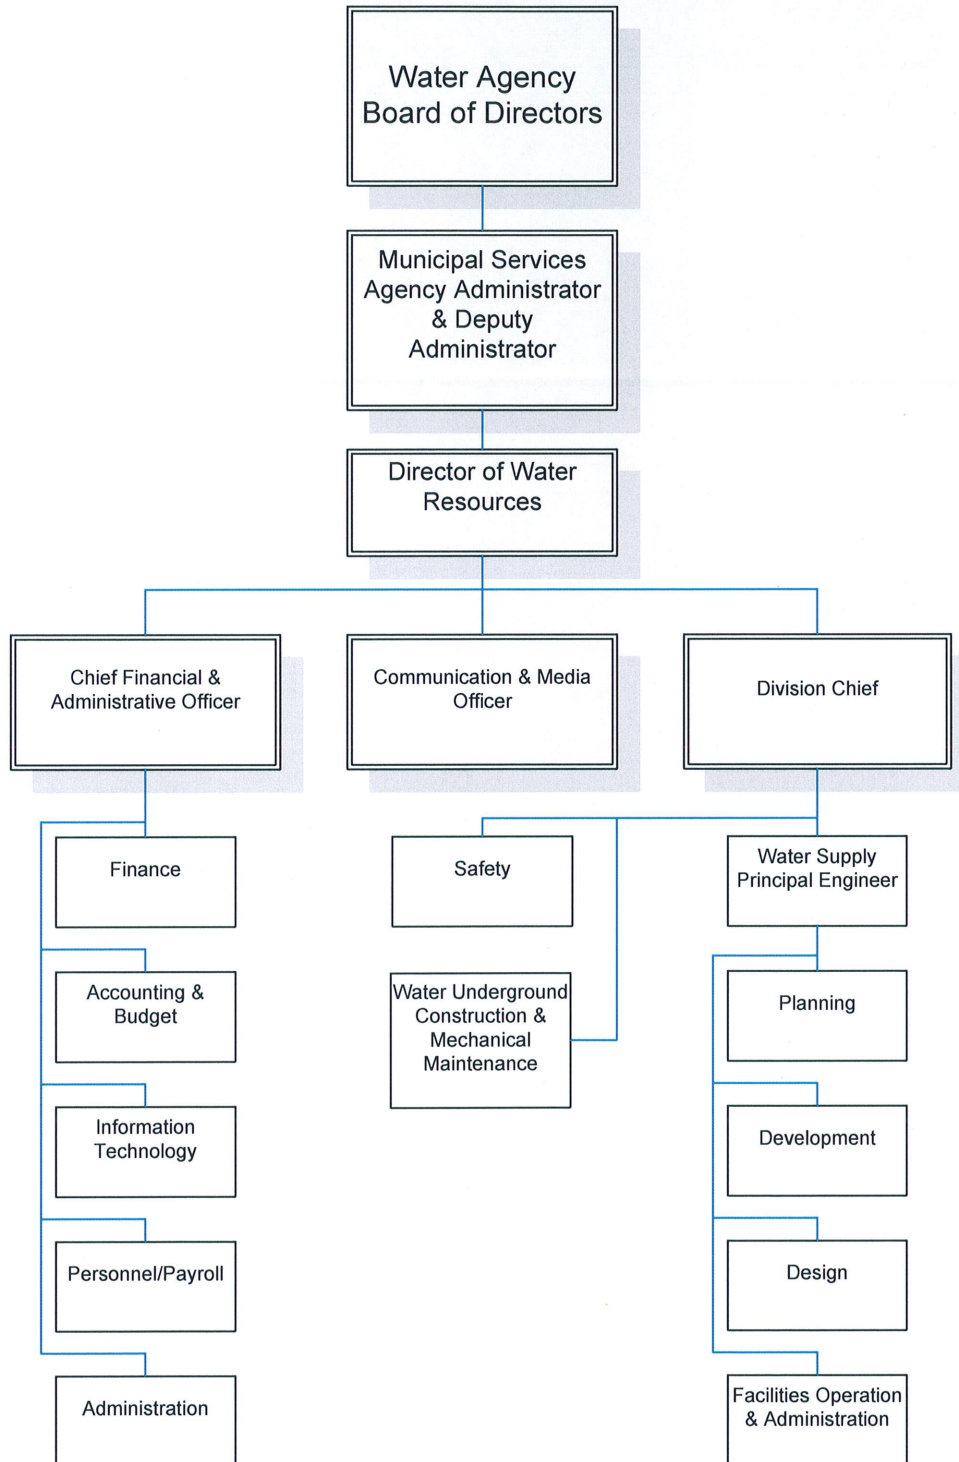 Water Agency
Board of Directors
Municipal Services
Agency Administrator
& Deputy
Administrator
Director of Water
Resources
Chief Financial &
Administrative Officer
Communication & Media
Officer
Division Chief
Finance
Accounting &
Budget
Information
Technology
Personnel/Payroll
Administration
Safety
Water Underground
Construction &
Mechanical
Maintenance
Water Supply
Principal Engineer
Planning
Development
Design
Facilities Operation
& Administration